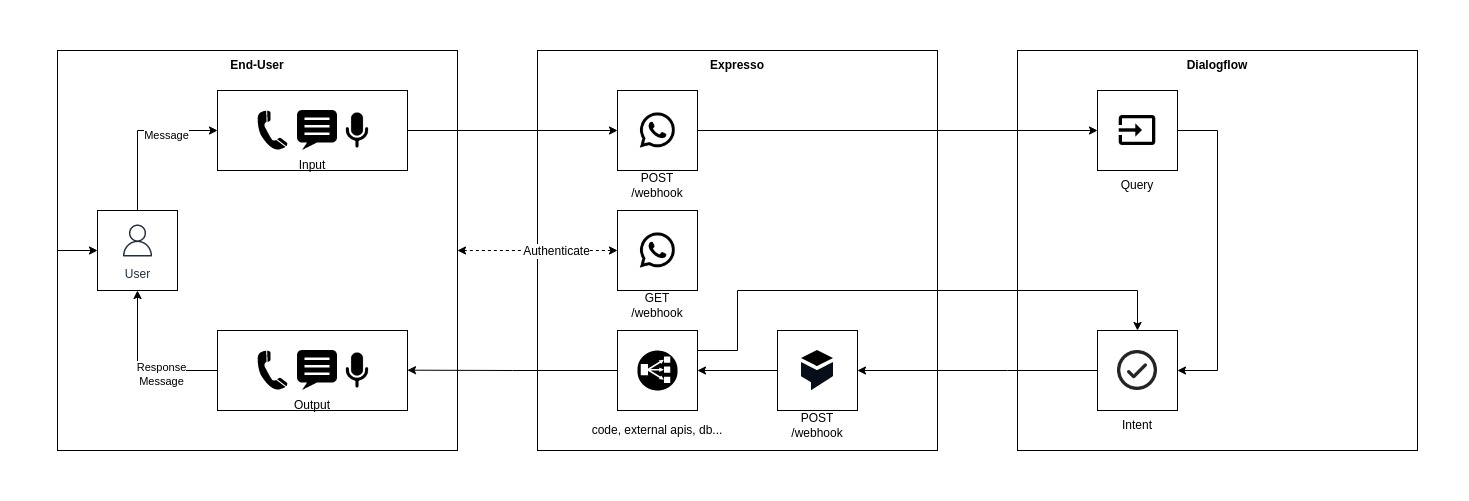 End-User
Expresso
Dialogflow
Message
Input
POST
/webhook
Query
User
Authenticate
GET
/webhook
Response
Message
Output
code, external apis, db...
POST
/webhook
Intent